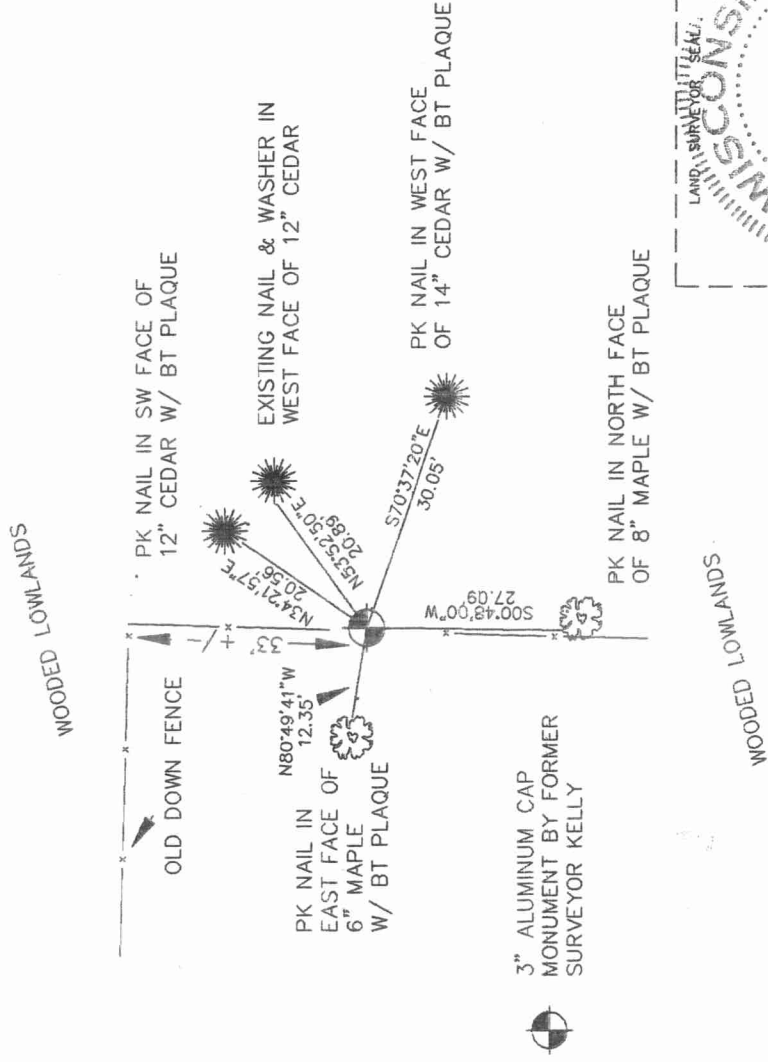 WOODED LOWLANDS
OLD DOWN FENCE
33' +/-
PK NAIL IN SW FACE OF
12" CEDAR W/ BT PLAQUE
EXISTING NAIL & WASHER IN
WEST FACE OF 12" CEDAR
N34°21'57"E
20.56'
N53°52'50"E
20.89'
N80°49'41"W
12.35'
PK NAIL IN
EAST FACE OF
6" MAPLE
W/ BT PLAQUE
S70°37'20"E
30.05'
PK NAIL IN WEST FACE
OF 14" CEDAR W/ BT PLAQUE
S00°48'00"W
27.09'
PK NAIL IN NORTH FACE
OF 8" MAPLE W/ BT PLAQUE
3" ALUMINUM CAP
MONUMENT BY FORMER
SURVEYOR KELLY
WOODED LOWLANDS
LAND SURVEYOR SEAL
WISCONS